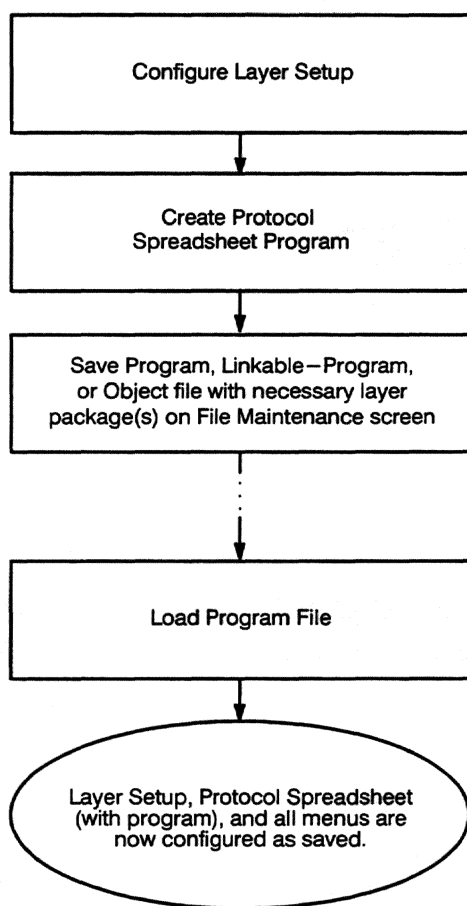 Configure Layer Setup
Create Protocol
Spreadsheet Program
Save Program, Linkable–Program,
or Object file with necessary layer
package(s) on File Maintenance screen
Load Program File
Layer Setup, Protocol Spreadsheet
(with program), and all menus are
now configured as saved.